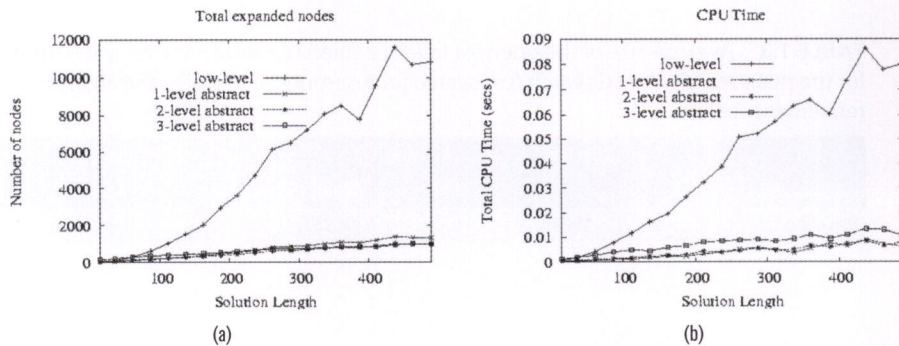 Total expanded nodes
12000
10000
8000
6000
4000
2000
0
Number of nodes
low-level
1-level abstract
2-level abstract
3-level abstract
100 200 300 400
Solution Length
(a)
CPU Time
0.09
0.08
0.07
0.06
0.05
0.04
0.03
0.02
0.01
0
Total CPU Time (secs)
low-level
1-level abstract
2-level abstract
3-level abstract
100 200 300 400
Solution Length
(b)